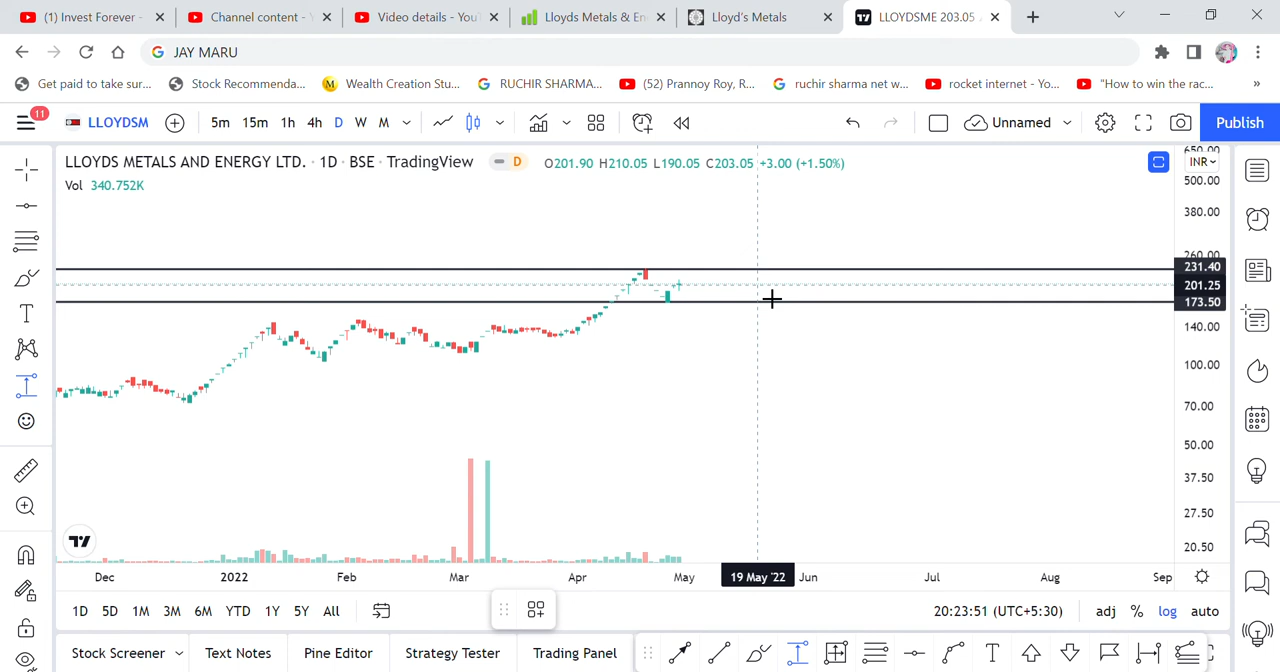 (1) Invest Forever -
Channel content -
Video details - You
Lloyds Metals & En
Lloyd's Metals
LLOYDSME 203.05
JAY MARU
Get paid to take sur...
Stock Recommenda...
Wealth Creation Stu...
RUCHIR SHARMA...
(52) Prannoy Roy, R...
ruchir sharma net w...
rocket internet - Yo...
"How to win the rac...
»
11
LLOYDSM
5m 15m 1h 4h D W M
Unnamed
Publish
LLOYDS METALS AND ENERGY LTD. · 1D · BSE · TradingView
D
O201.90 H210.05 L190.05 C203.05 +3.00 (+1.50%)
Vol 340.752K
650.00
INR
500.00
380.00
260.00
231.40
201.25
173.50
140.00
100.00
70.00
50.00
37.50
27.50
20.50
Dec 2022 Feb Mar Apr May 19 May '22 Jun Jul Aug Sep
1D 5D 1M 3M 6M YTD 1Y 5Y All
20:23:51 (UTC+5:30) adj % log auto
Stock Screener Text Notes Pine Editor Strategy Tester Trading Panel